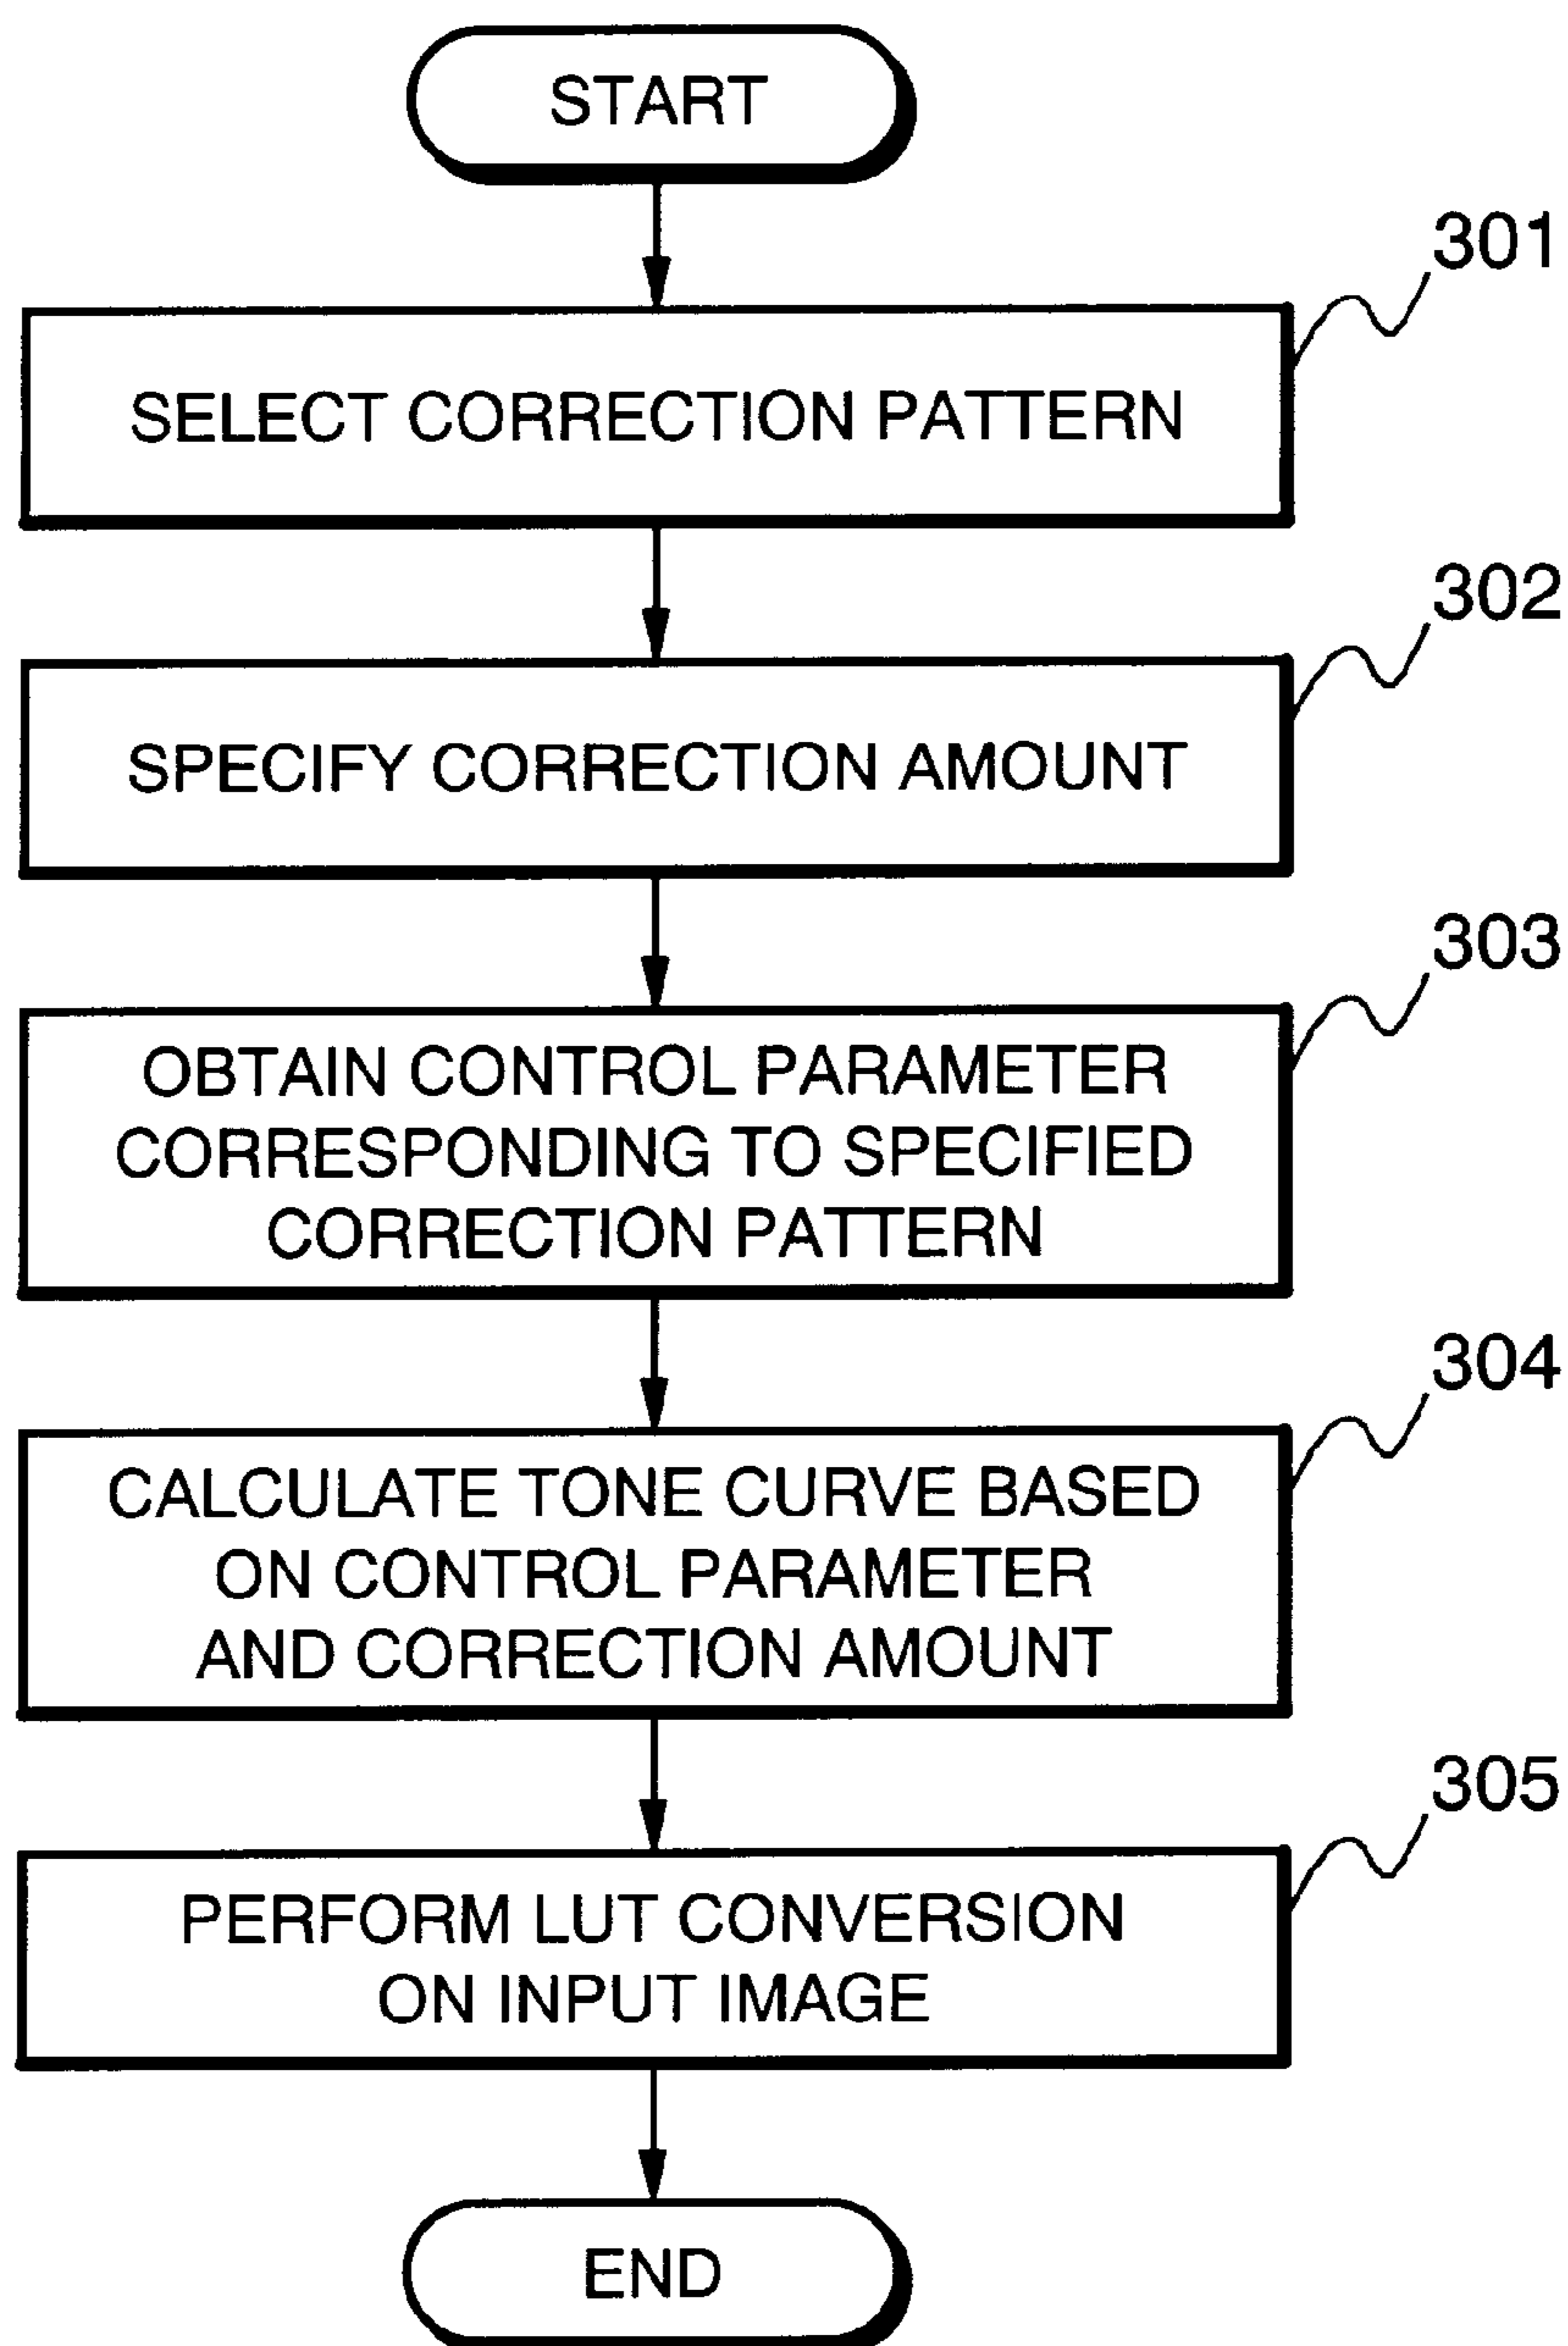 START
301
SELECT CORRECTION PATTERN
302
SPECIFY CORRECTION AMOUNT
303
OBTAIN CONTROL PARAMETER
CORRESPONDING TO SPECIFIED
CORRECTION PATTERN
304
CALCULATE TONE CURVE BASED
ON CONTROL PARAMETER
AND CORRECTION AMOUNT
305
PERFORM LUT CONVERSION
ON INPUT IMAGE
END